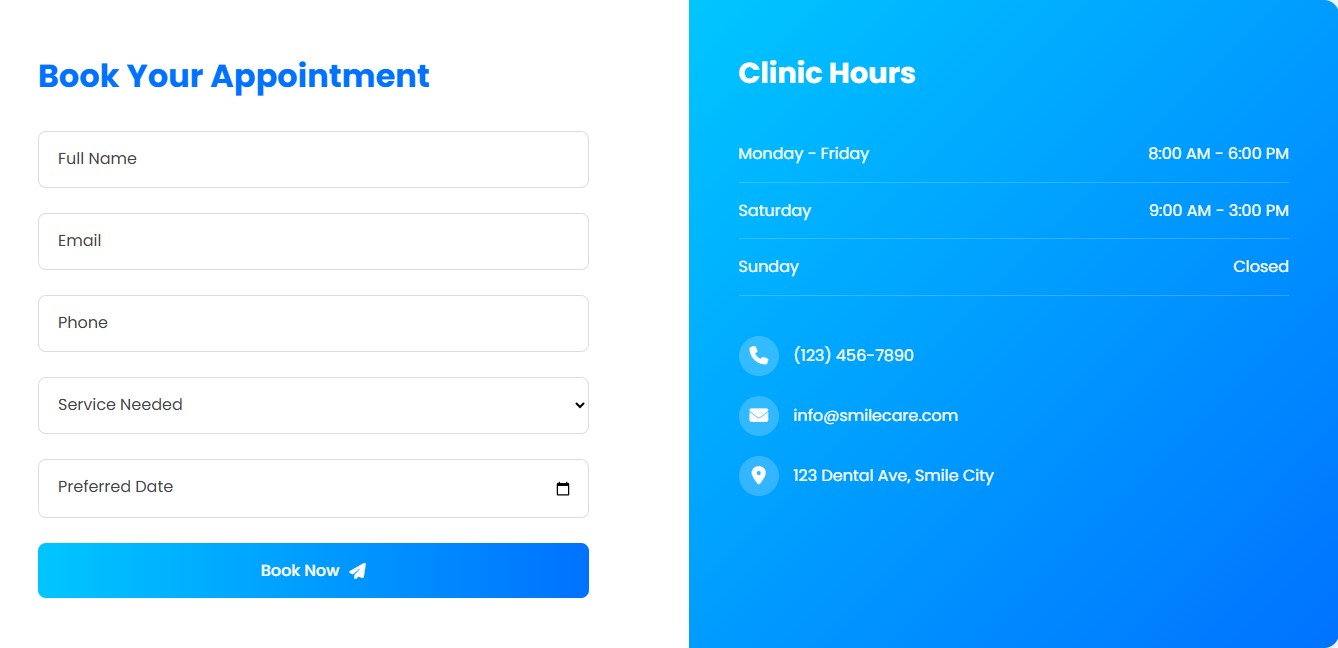 Book Your Appointment
Full Name
Email
Phone
Service Needed
Preferred Date
Book Now
Clinic Hours
Monday - Friday 8:00 AM - 6:00 PM
Saturday 9:00 AM - 3:00 PM
Sunday Closed
(123) 456-7890
info@smilecare.com
123 Dental Ave, Smile City